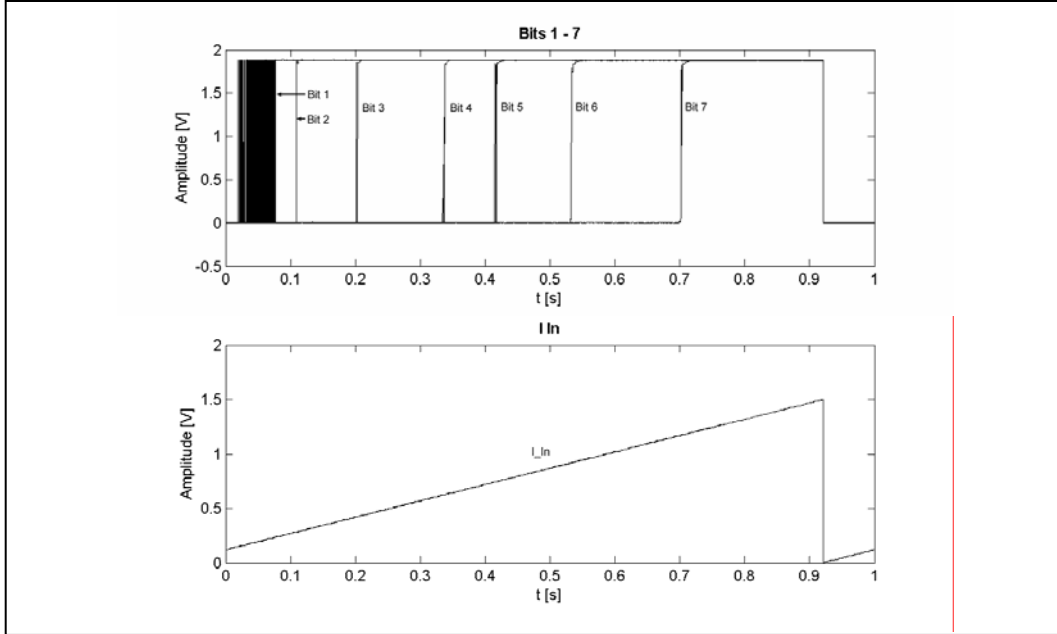 Bits 1 - 7
2
1.5
1
0.5
0
-0.5
Amplitude [V]
Bit 1
Bit 2
Bit 3
Bit 4
Bit 5
Bit 6
Bit 7
0 0.1 0.2 0.3 0.4 0.5 0.6 0.7 0.8 0.9 1
t [s]
I In
2
1.5
1
0.5
0
Amplitude [V]
I_In
0 0.1 0.2 0.3 0.4 0.5 0.6 0.7 0.8 0.9 1
t [s]